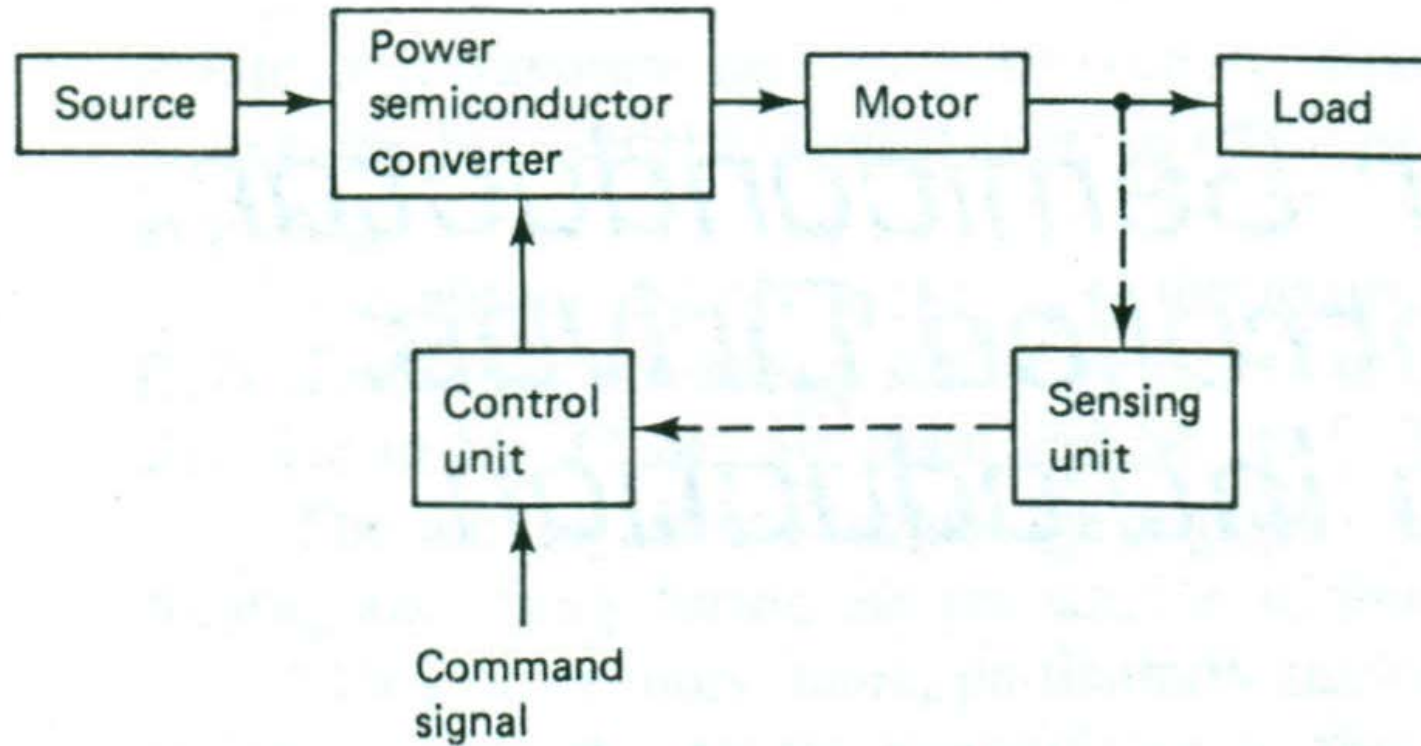 Source
Power
semiconductor
converter
Motor
Load
Control
unit
Sensing
unit
Command
signal